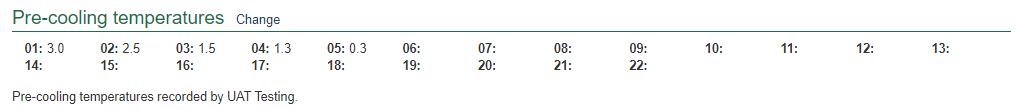 Pre-cooling temperatures Change
01: 3.0 02: 2.5 03: 1.5 04: 1.3 05: 0.3 06: 07: 08: 09: 10: 11: 12: 13:
14: 15: 16: 17: 18: 19: 20: 21: 22:
Pre-cooling temperatures recorded by UAT Testing.